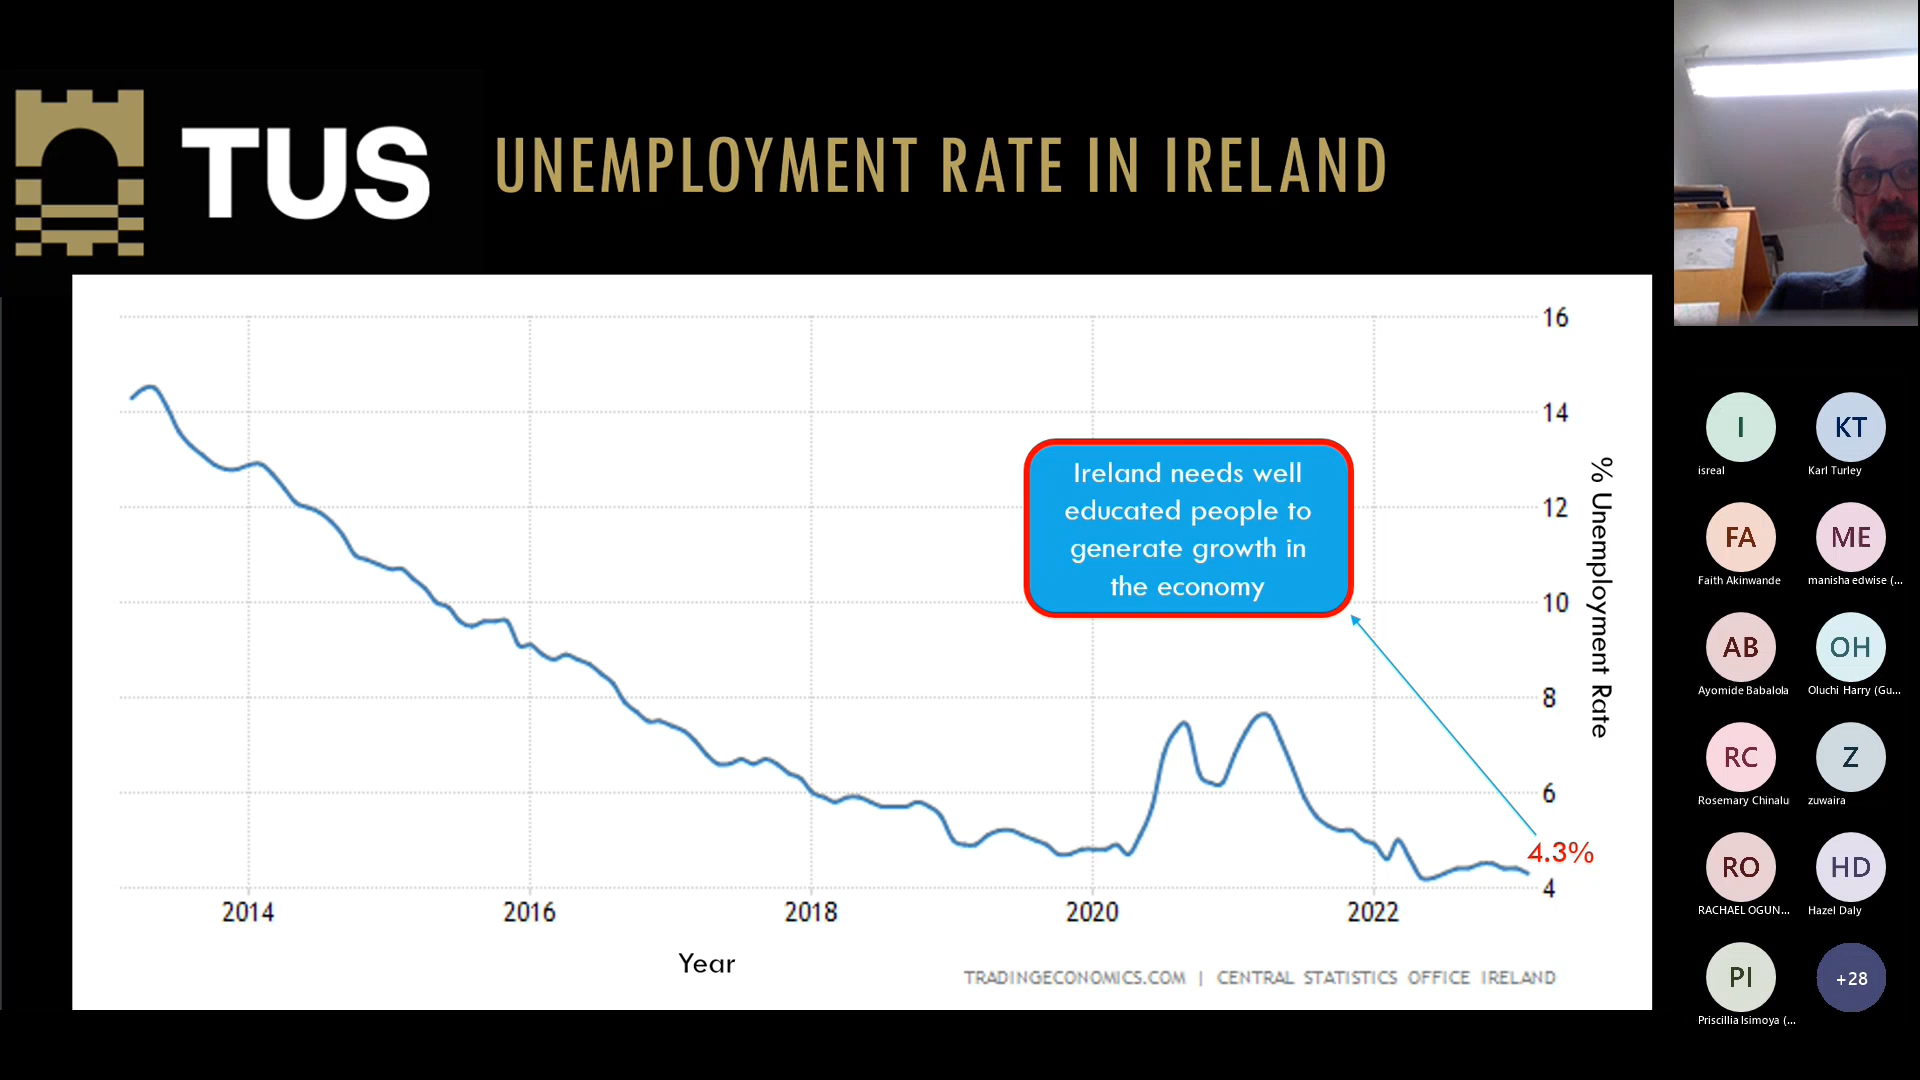 TUS
UNEMPLOYMENT RATE IN IRELAND
16
14
12
10
8
6
4
% Unemployment Rate
Ireland needs well
educated people to
generate growth in
the economy
4.3%
2014 2016 2018 2020 2022
Year
TRADINGECONOMICS.COM | CENTRAL STATISTICS OFFICE IRELAND
I KT
isreal Karl Turley
FA ME
Faith Akinwande manisha edwise (...
AB OH
Ayomide Babalola Oluchi Harry (Gu...
RC Z
Rosemary Chinalu zuwaira
RO HD
RACHAEL OGUN... Hazel Daly
PI +28
Priscillia Isimoya (...